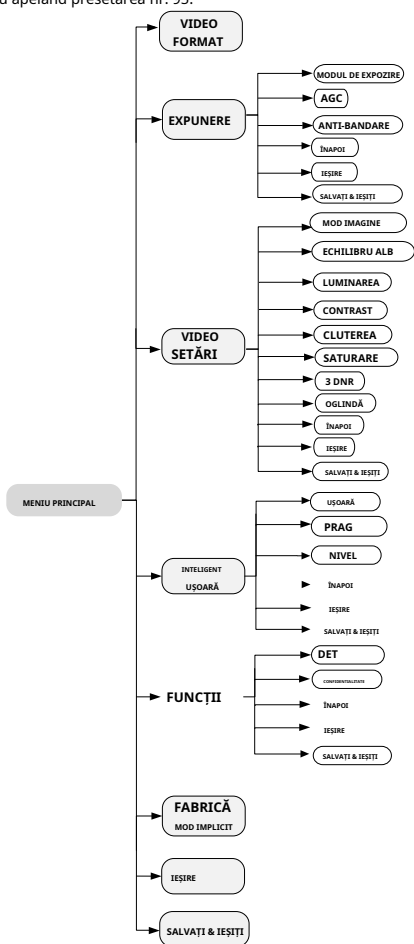 u apelând presetarea nr. 95.
VIDEO
FORMAT
EXPUNERE
MODUL DE EXPOZIRE
AGC
ANTI-BANDARE
ÎNAPOI
IEȘIRE
SALVAȚI & IEȘIȚI
VIDEO
SETĂRI
MOD IMAGINE
ECHILIBRU ALB
LUMINAREA
CONTRAST
CLUTEREA
SATURARE
3 DNR
OGLINDĂ
ÎNAPOI
IEȘIRE
SALVAȚI & IEȘIȚI
MENIU PRINCIPAL
INTELIGENT
UȘOARĂ
UȘOARĂ
PRAG
NIVEL
ÎNAPOI
IEȘIRE
SALVAȚI & IEȘIȚI
FUNCȚII
DET
CONFIDENTIALITATE
ÎNAPOI
IEȘIRE
SALVAȚI & IEȘIȚI
FABRICĂ
MOD IMPLICIT
IEȘIRE
SALVAȚI & IEȘIȚI